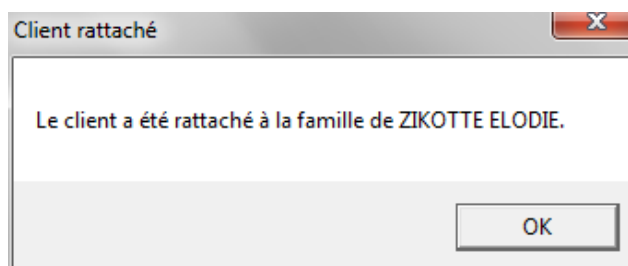 Client rattaché
Le client a été rattaché à la famille de ZIKOTTE ELODIE.
OK